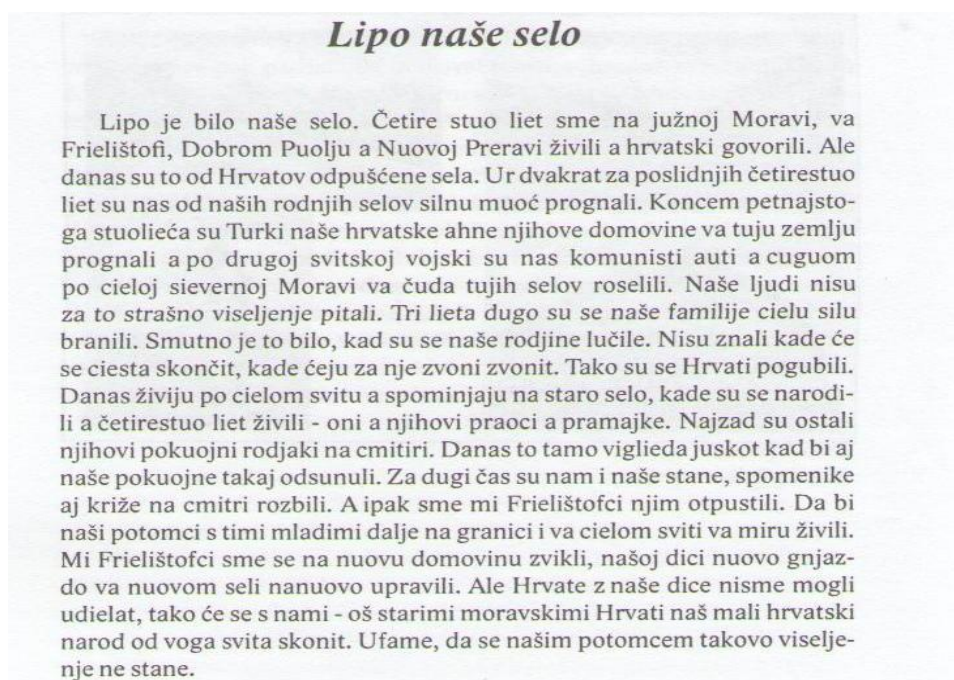 Lipo naše selo
Lipo je bilo naše selo. Četire stuo liet sme na južnoj Moravi, va
Frielištofi, Dobrom Puolju a Nuovoj Preravi živili a hrvatski govorili. Ale
danas su to od Hrvatov odpušćene sela. Ur dvakrat za poslidnjih četirestuo
liet su nas od naših rodnjih selov silnu muoć prognali. Koncem petnajsto-
ga stuolieća su Turki naše hrvatske ahne njihove domovine va tuju zemlju
prognali a po drugoj svitskoj vojski su nas komunisti auti a cuguom
po cieloj sievernoj Moravi va čuda tujih selov roselili. Naše ljudi nisu
za to strašno viseljenje pitali. Tri lieta dugo su se naše familije cielu silu
branili. Smutno je to bilo, kad su se naše rodjine lučile. Nisu znali kade će
se ciesta skončit, kade ćeju za nje zvoni zvonit. Tako su se Hrvati pogubili.
Danas živiju po cielom svitu a spominjaju na staro selo, kade su se narodi-
li a četirestuo liet živili - oni a njihovi praoci a pramajke. Najzad su ostali
njihovi pokuojni rodjaki na cmitiri. Danas to tamo viglieda juskot kad bi aj
naše pokuojne takaj odsunuli. Za dugi čas su nam i naše stane, spomenike
aj križe na cmitri rozbili. A ipak sme mi Frielištofci njim otpustili. Da bi
naši potomci s timi mladimi dalje na granici i va cielom sviti va miru živili.
Mi Frielištofci sme se na nuovu domovinu zvikli, našoj dici nuovo gnjaz-
do va nuovom seli nanuovo upravili. Ale Hrvate z naše dice nisme mogli
udielat, tako će se s nami - oš starimi moravskimi Hrvati naš mali hrvatski
narod od voga svita skonit. Ufame, da se našim potomcem takovo viselje-
nje ne stane.